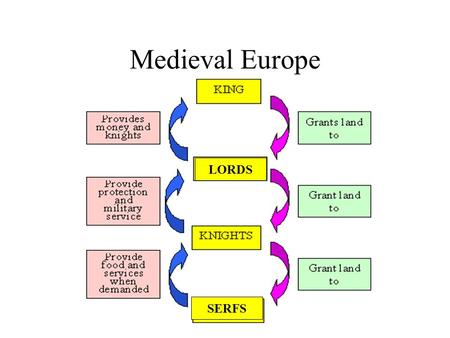 Medieval Europe
KING
Provides
money and
knights
Grants land
to
LORDS
Provide
protection
and
military
service
Grant land
to
KNIGHTS
Provide
food and
services
when
demanded
Grant land
to
SERFS